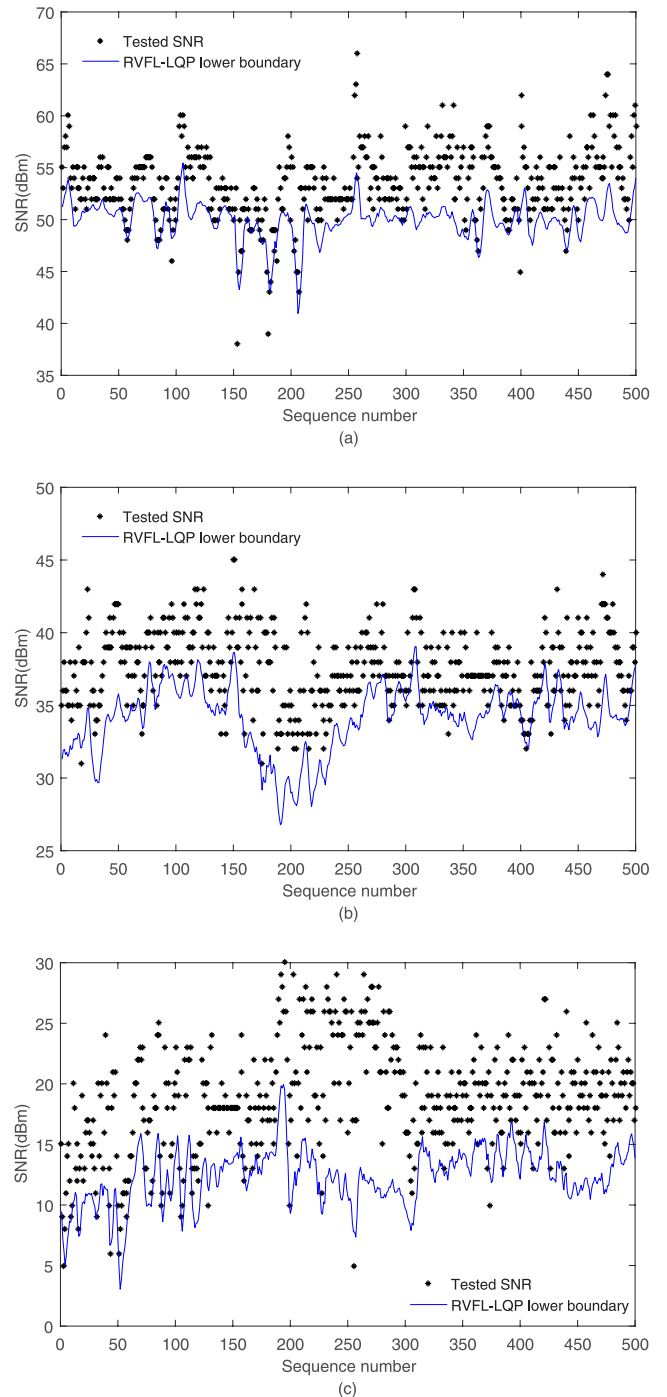 70
65
60
55
50
45
40
35
SNR(dBm)
Tested SNR
RVFL-LQP lower boundary
0 50 100 150 200 250 300 350 400 450 500
Sequence number
(a)
50
45
40
35
30
25
SNR(dBm)
Tested SNR
RVFL-LQP lower boundary
0 50 100 150 200 250 300 350 400 450 500
Sequence number
(b)
30
25
20
15
10
5
0
SNR(dBm)
Tested SNR
RVFL-LQP lower boundary
0 50 100 150 200 250 300 350 400 450 500
Sequence number
(c)